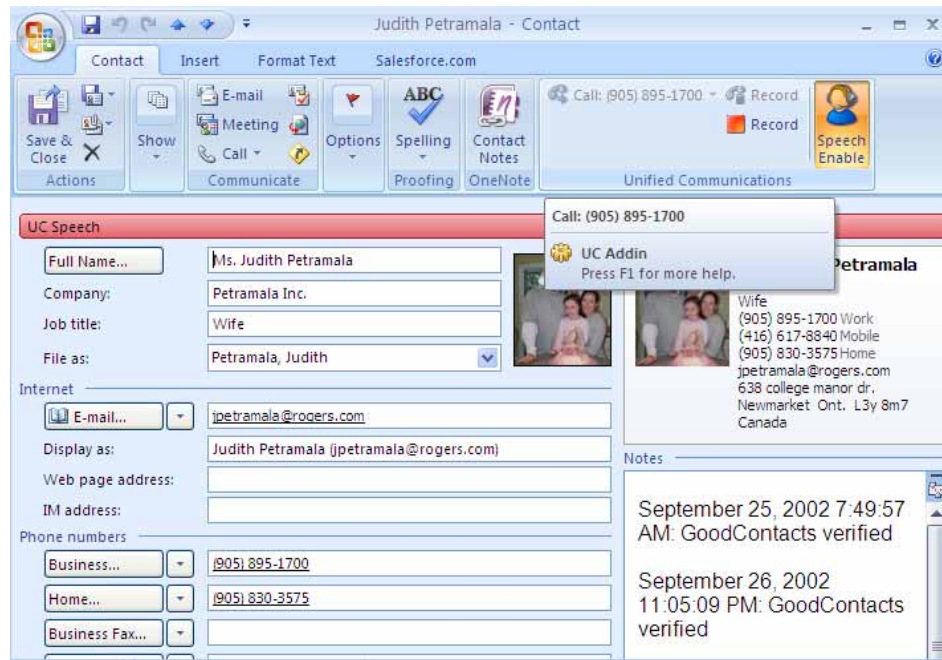 Judith Petramala - Contact
Contact Insert Format Text Salesforce.com
Save & Close
Show
E-mail
Meeting
Call
Options
ABC
Spelling
Contact Notes
Call: (905) 895-1700
Record
Record
Speech Enable
Actions
Communicate
Proofing
OneNote
Unified Communications
Call: (905) 895-1700
UC Addin
Press F1 for more help.
UC Speech
Full Name... Ms. Judith Petramala
Company: Petramala Inc.
Job title: Wife
File as: Petramala, Judith
Internet
E-mail... jpetramala@rogers.com
Display as: Judith Petramala (jpetramala@rogers.com)
Web page address:
IM address:
Phone numbers
Business... (905) 895-1700
Home... (905) 830-3575
Business Fax...
Petramala
Wife
(905) 895-1700 Work
(416) 617-8840 Mobile
(905) 830-3575 Home
jpetramala@rogers.com
638 college manor dr.
Newmarket Ont. L3y 8m7
Canada
Notes
September 25, 2002 7:49:57
AM: GoodContacts verified
September 26, 2002
11:05:09 PM: GoodContacts
verified